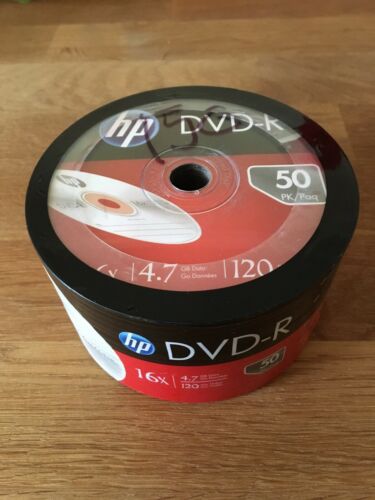 hp DVD-R
50
PK/Paq
16x 4.7 GB Data/ Go Données 120
hp DVD-R
16x 4.7 120 50